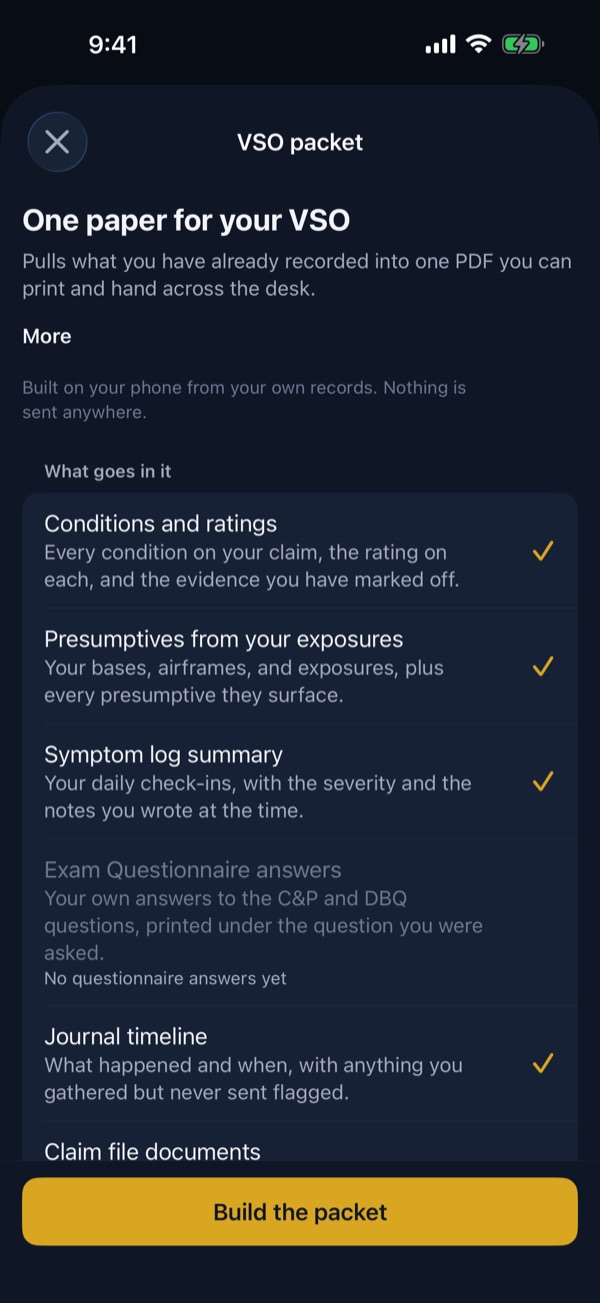 9:41
VSO packet
One paper for your VSO
Pulls what you have already recorded into one PDF you can
print and hand across the desk.
More
Built on your phone from your own records. Nothing is
sent anywhere.
What goes in it
Conditions and ratings
Every condition on your claim, the rating on
each, and the evidence you have marked off.
Presumptives from your exposures
Your bases, airframes, and exposures, plus
every presumptive they surface.
Symptom log summary
Your daily check-ins, with the severity and the
notes you wrote at the time.
Exam Questionnaire answers
Your own answers to the C&P and DBQ
questions, printed under the question you were
asked.
No questionnaire answers yet
Journal timeline
What happened and when, with anything you
gathered but never sent flagged.
Claim file documents
Build the packet